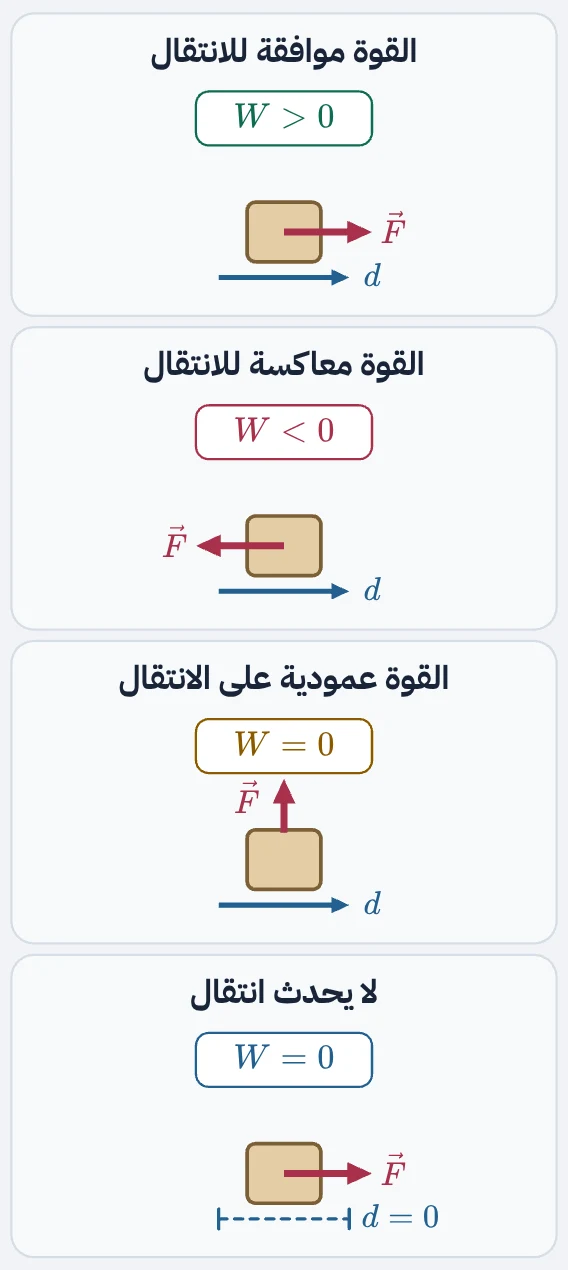 القوة موافقة للانتقال
W > 0
F⃗
d
القوة معاكسة للانتقال
W < 0
F⃗
d
القوة عمودية على الانتقال
W = 0
F⃗
d
لا يحدث انتقال
W = 0
F⃗
d = 0